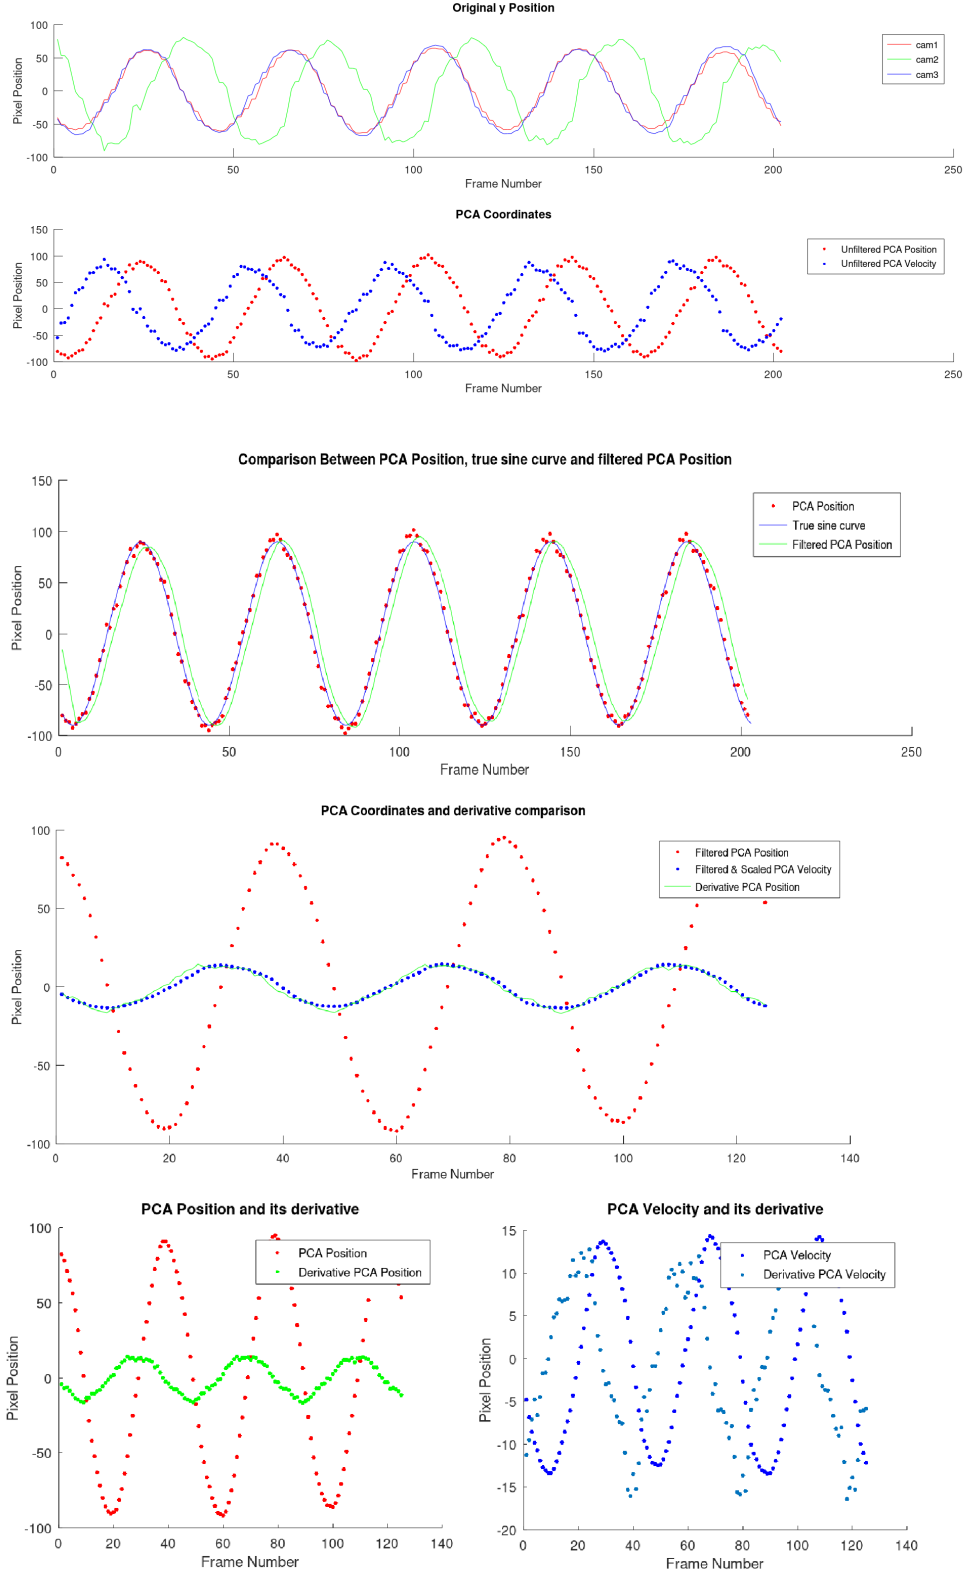 Original y Position
100
50
0
-50
-100
Pixel Position
0 50 100 150 200 250
Frame Number
cam1
cam2
cam3
PCA Coordinates
150
100
50
0
-50
-100
Pixel Position
0 50 100 150 200 250
Frame Number
Unfiltered PCA Position
Unfiltered PCA Velocity
Comparison Between PCA Position, true sine curve and filtered PCA Position
150
100
50
0
-50
-100
Pixel Position
0 50 100 150 200 250
Frame Number
PCA Position
True sine curve
Filtered PCA Position
PCA Coordinates and derivative comparison
100
50
0
-50
-100
Pixel Position
0 20 40 60 80 100 120 140
Frame Number
Filtered PCA Position
Filtered & Scaled PCA Velocity
Derivative PCA Position
PCA Position and its derivative
100
50
0
-50
-100
Pixel Position
0 20 40 60 80 100 120 140
Frame Number
PCA Position
Derivative PCA Position
PCA Velocity and its derivative
15
10
5
0
-5
-10
-15
-20
Pixel Position
0 20 40 60 80 100 120 140
Frame Number
PCA Velocity
Derivative PCA Velocity